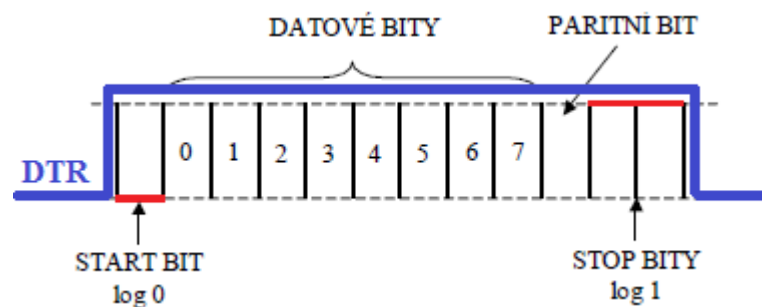 DATOVÉ BITY
PARITNÍ BIT
0 1 2 3 4 5 6 7
DTR
START BIT
log 0
STOP BITY
log 1